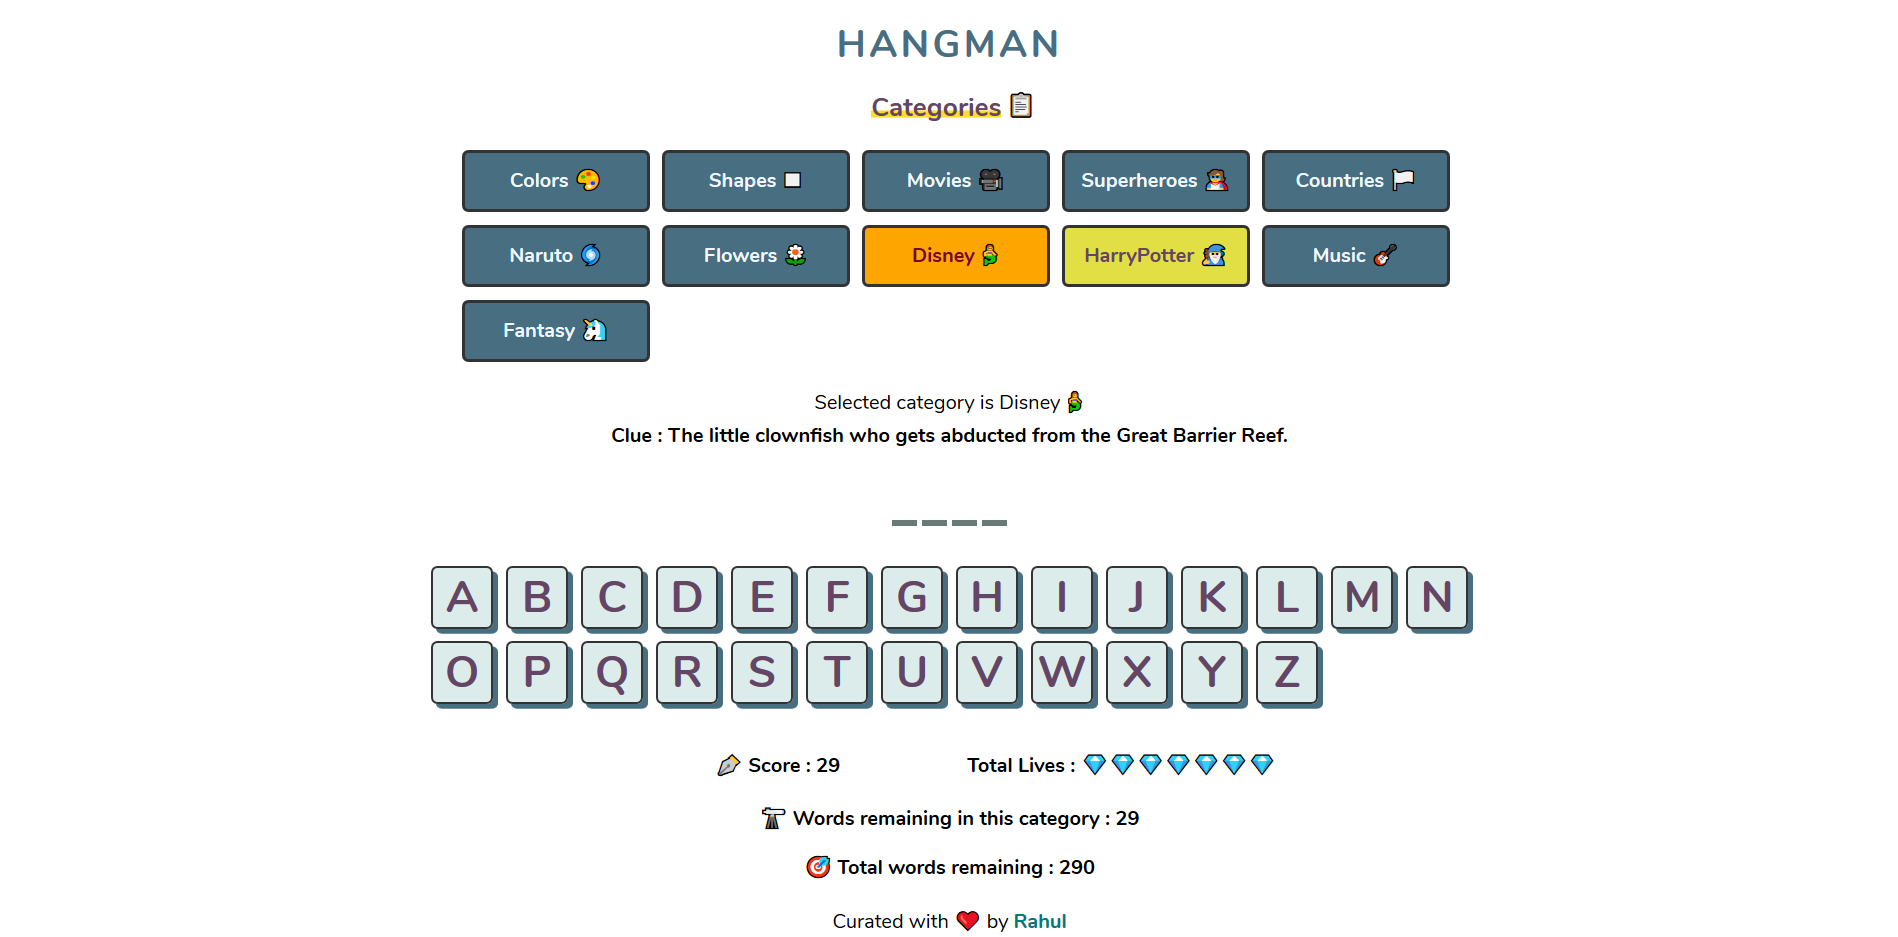 HANGMAN
Categories
Colors Shapes Movies Superheroes Countries
Naruto Flowers Disney HarryPotter Music
Fantasy
Selected category is Disney
Clue : The little clownfish who gets abducted from the Great Barrier Reef.
A B C D E F G H I J K L M N
O P Q R S T U V W X Y Z
Score : 29 Total Lives :
Words remaining in this category : 29
Total words remaining : 290
Curated with ❤️ by Rahul